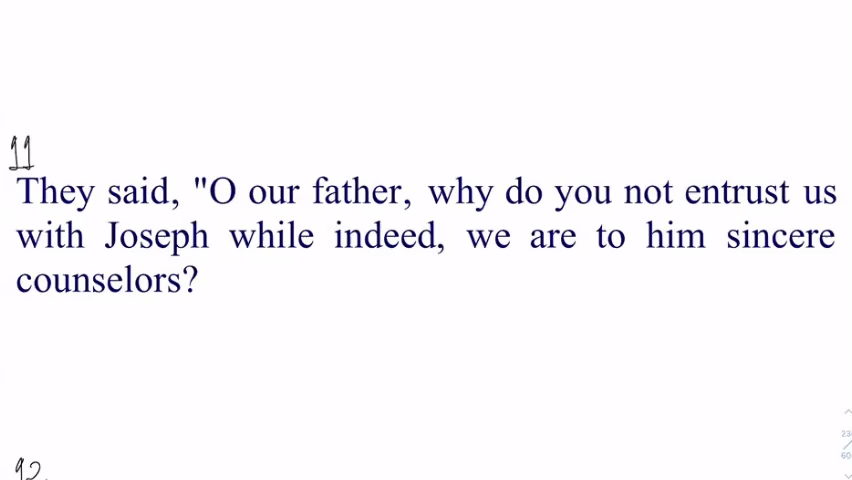 11
They said, "O our father, why do you not entrust us
with Joseph while indeed, we are to him sincere
counselors?
12.